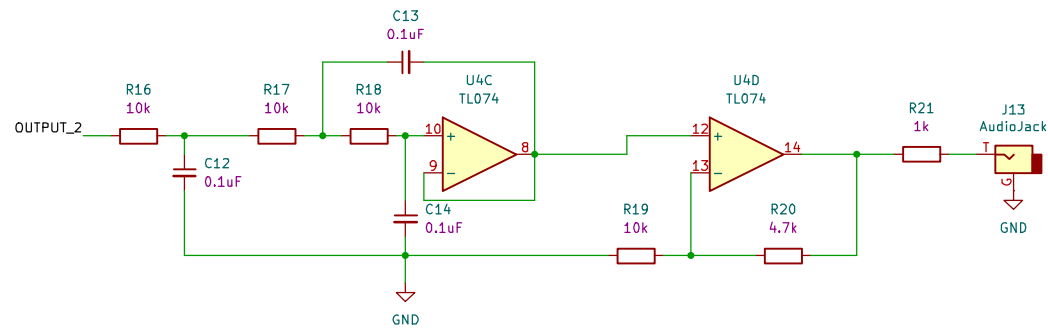 C13
0.1uF
R16
10k
R17
10k
R18
10k
U4C
TL074
U4D
TL074
R21
1k
J13
AudioJack
OUTPUT_2
10
+
9
−
8
12
+
13
−
14
T
G
C12
0.1uF
C14
0.1uF
R19
10k
R20
4.7k
GND
GND